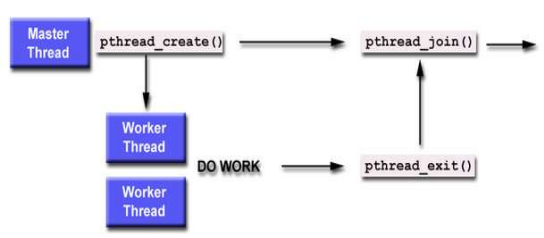 Master
Thread
pthread_create()
pthread_join()
Worker
Thread
DO WORK
pthread_exit()
Worker
Thread